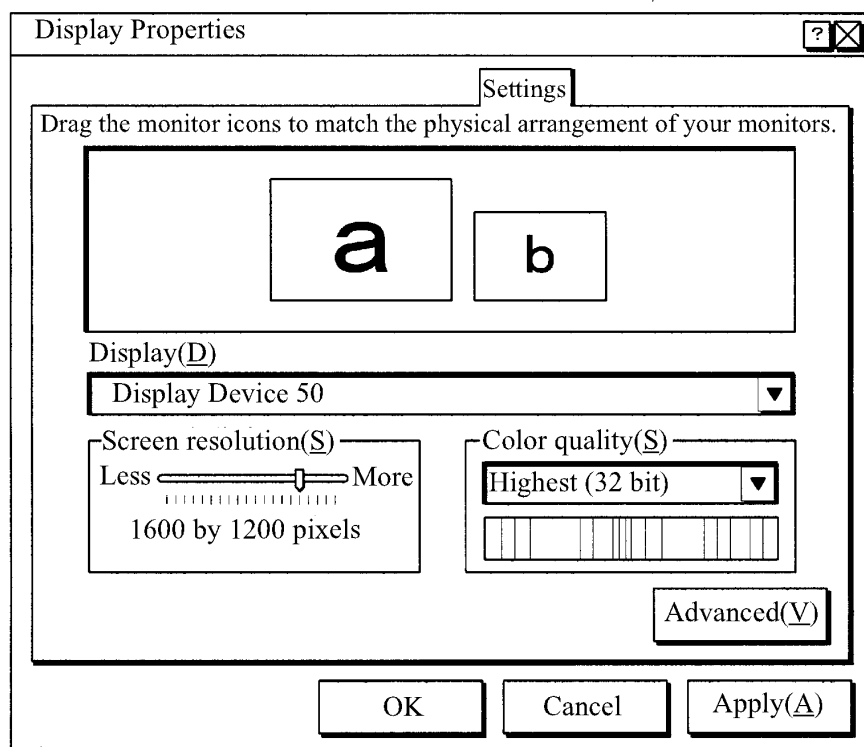 Display Properties
?
Settings
Drag the monitor icons to match the physical arrangement of your monitors.
a
b
Display(D)
Display Device 50
Screen resolution(S)
Less More
1600 by 1200 pixels
Color quality(S)
Highest (32 bit)
Advanced(V)
OK Cancel Apply(A)